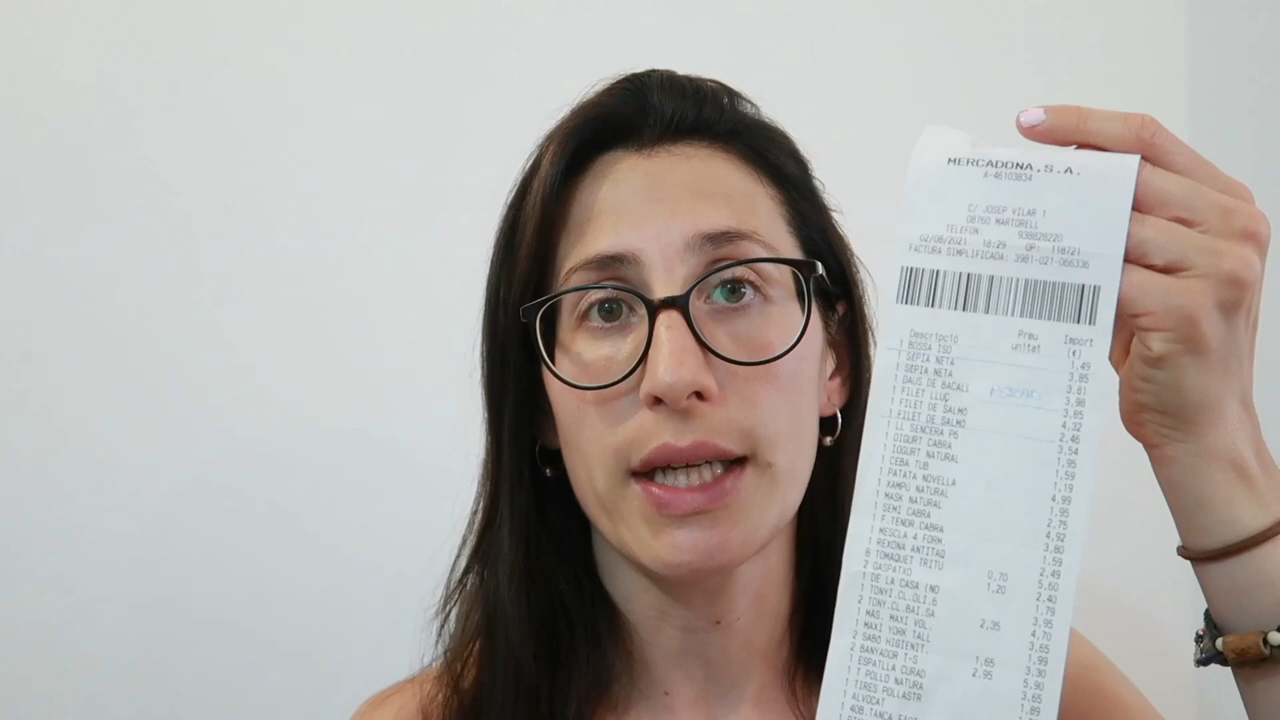 MERCADONA,S.A.
A-46103834
C/ JOSEP VILAR 1
08760 MARTORELL
TELEFON: 938828220
02/08/2021 18:29 OP: 118721
FACTURA SIMPLIFICADA: 3981-021-066336
Descripció Preu unitat Import (€)
1 BOSSA ISO 1,49
1 SEPIA NETA 3,85
1 SEPIA NETA 3,81
1 DAUS DE BACALL 3,98
1 FILET LLUÇ 3,85
1 FILET DE SALMO 4,32
1 FILET DE SALMO 2,46
1 LL SENCERA P6 3,54
1 OIGURT CABRA 1,95
1 IOGURT NATURAL 1,59
1 CEBA TUB 1,19
1 PATATA NOVELLA 4,99
1 XAMPU NATURAL 1,95
1 MASK NATURAL 2,75
1 SEMI CABRA 4,92
1 F.TENDR.CABRA 3,80
1 MESCLA 4 FORM. 1,59
1 REXONA ANTITAQ 2,49
8 TOMAQUET TRITU 0,70 5,60
2 GASPATXO 1,20 2,40
1 DE LA CASA (NO 1,79
1 TONYI.CL.OLI.6 3,95
2 TONY.CL.BAI.SA 2,35 4,70
1 MAS. MAXI VOL. 3,65
1 MAXI YORK TALL 1,99
2 SABO HIGIENIT. 1,65 3,30
2 BANYADOR T-S 2,95 5,90
1 ESPATLLA CURAD 3,65
1 T POLLO NATURA 1,89
1 TIRES POLLASTR
1 ALVOCAT